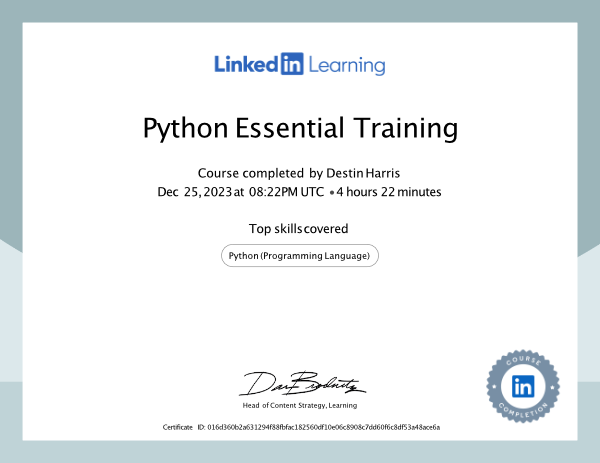 LinkedIn Learning
Python Essential Training
Course completed by Destin Harris
Dec 25, 2023 at 08:22PM UTC • 4 hours 22 minutes
Top skills covered
Python (Programming Language)
Head of Content Strategy, Learning
COURSE
in
COMPLETION
Certificate ID: 016d360b2a631294f88fbfac182560df10e06c8908c7dd60f6c8df53a48ace6a